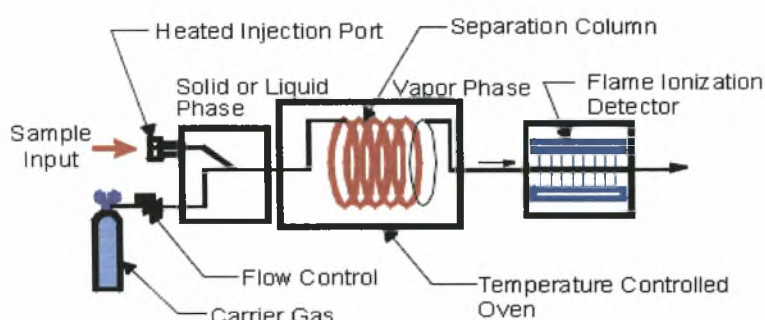 Heated Injection Port
Separation Column
Solid or Liquid
Phase
Vapor Phase
Flame Ionization
Detector
Sample
Input
Flow Control
Temperature Controlled
Oven
Carrier Gas